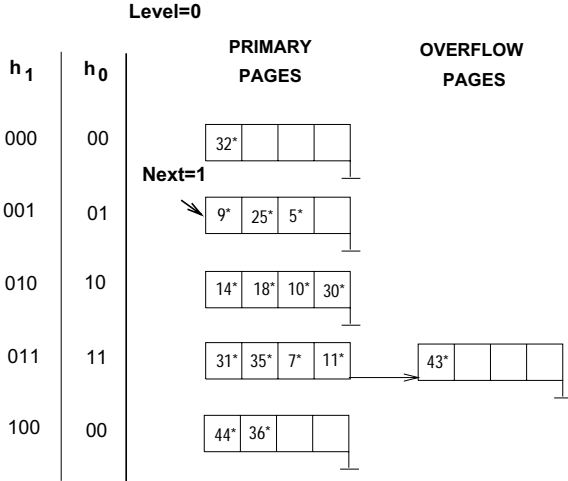 Level=0
h1 h0 PRIMARY PAGES OVERFLOW PAGES
000 00 32*
Next=1
001 01 9* 25* 5*
010 10 14* 18* 10* 30*
011 11 31* 35* 7* 11* 43*
100 00 44* 36*